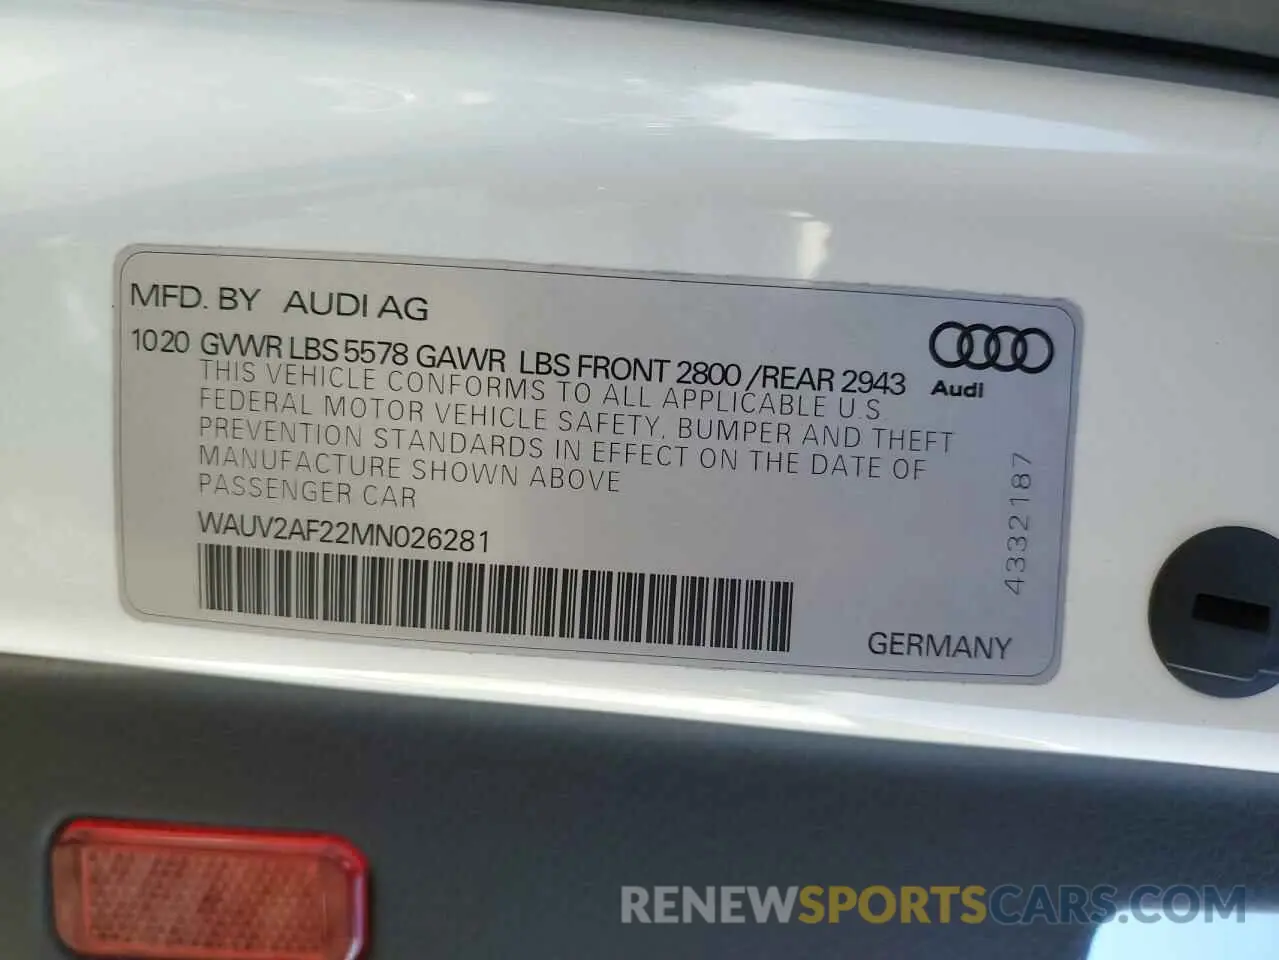 MFD. BY AUDI AG
1020 GVWR LBS 5578 GAWR LBS FRONT 2800 /REAR 2943
THIS VEHICLE CONFORMS TO ALL APPLICABLE U.S.
FEDERAL MOTOR VEHICLE SAFETY, BUMPER AND THEFT
PREVENTION STANDARDS IN EFFECT ON THE DATE OF
MANUFACTURE SHOWN ABOVE
PASSENGER CAR
WAUV2AF22MN026281
Audi
4332187
GERMANY
RENEWSPORTSCARS.COM